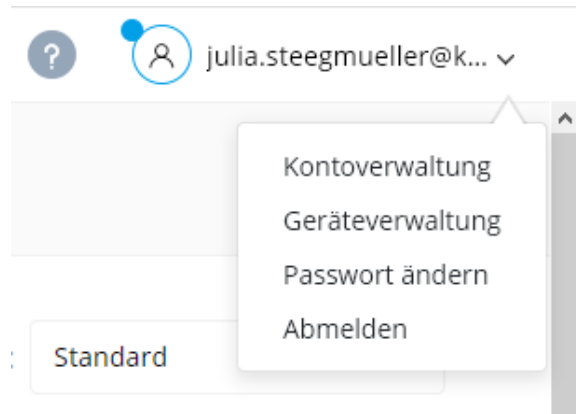 ?
julia.steegmueller@k...
Kontoverwaltung
Geräteverwaltung
Passwort ändern
Abmelden
: Standard